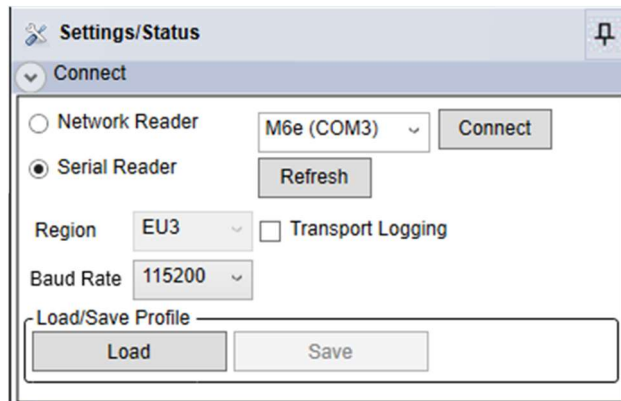 Settings/Status
Connect
Network Reader
M6e (COM3)
Connect
Serial Reader
Refresh
Region
EU3
Transport Logging
Baud Rate
115200
Load/Save Profile
Load
Save